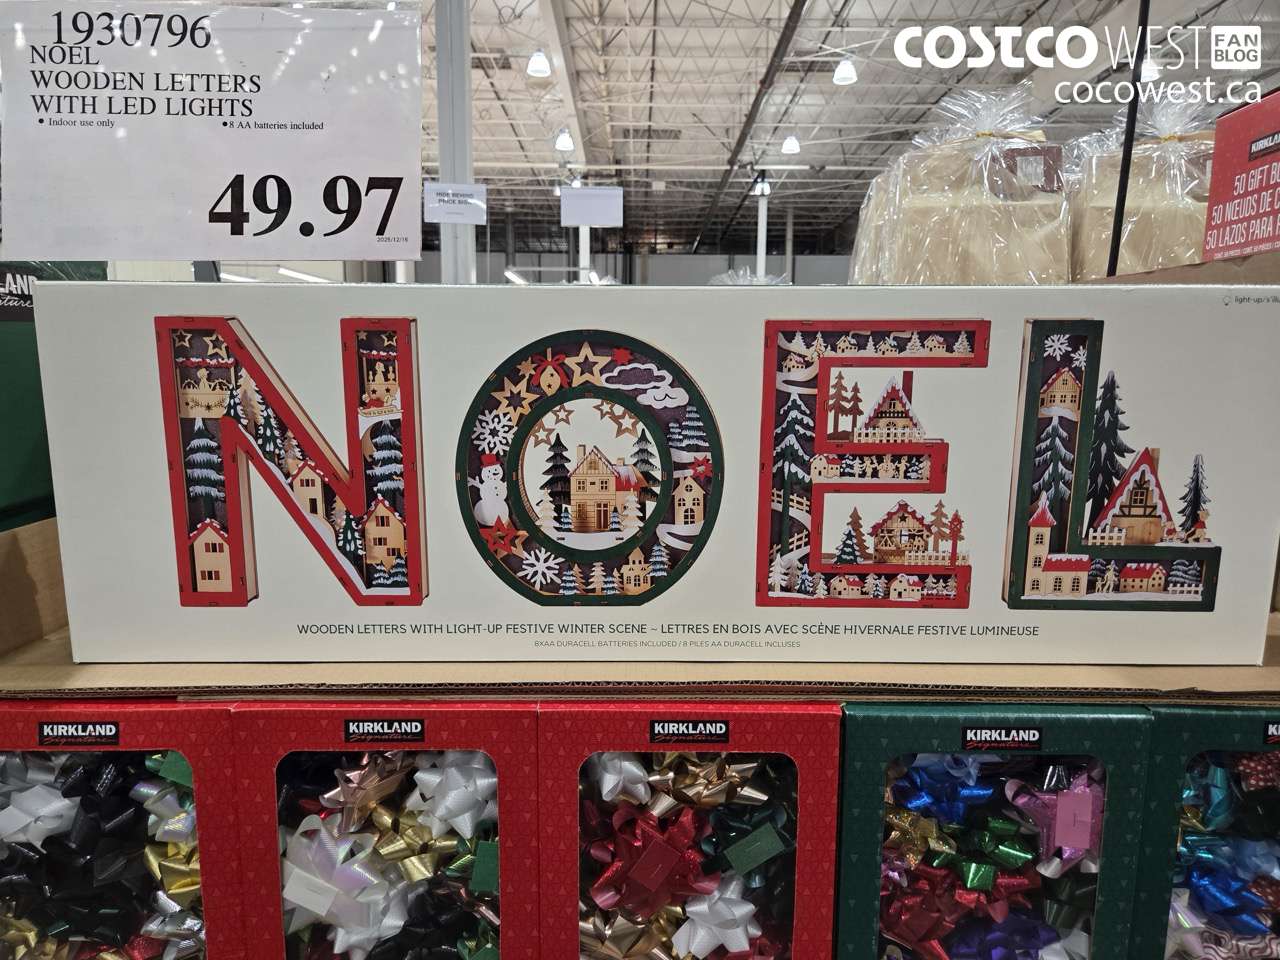 1930796
NOEL
WOODEN LETTERS
WITH LED LIGHTS
• Indoor use only
• 8 AA batteries included
49.97
2025/12/16
COSTCO WEST FAN BLOG
cocowest.ca
KIRKLAND
50 GIFT
50 NŒUDS DE
50 LAZOS PARA
light-up/s'illu
NOEL
WOODEN LETTERS WITH LIGHT-UP FESTIVE WINTER SCENE ~ LETTRES EN BOIS AVEC SCÈNE HIVERNALE FESTIVE LUMINEUSE
8XAA DURACELL BATTERIES INCLUDED / 8 PILES AA DURACELL INCLUSES
KIRKLAND Signature
KIRKLAND Signature
KIRKLAND Signature
KIRKLAND Signature